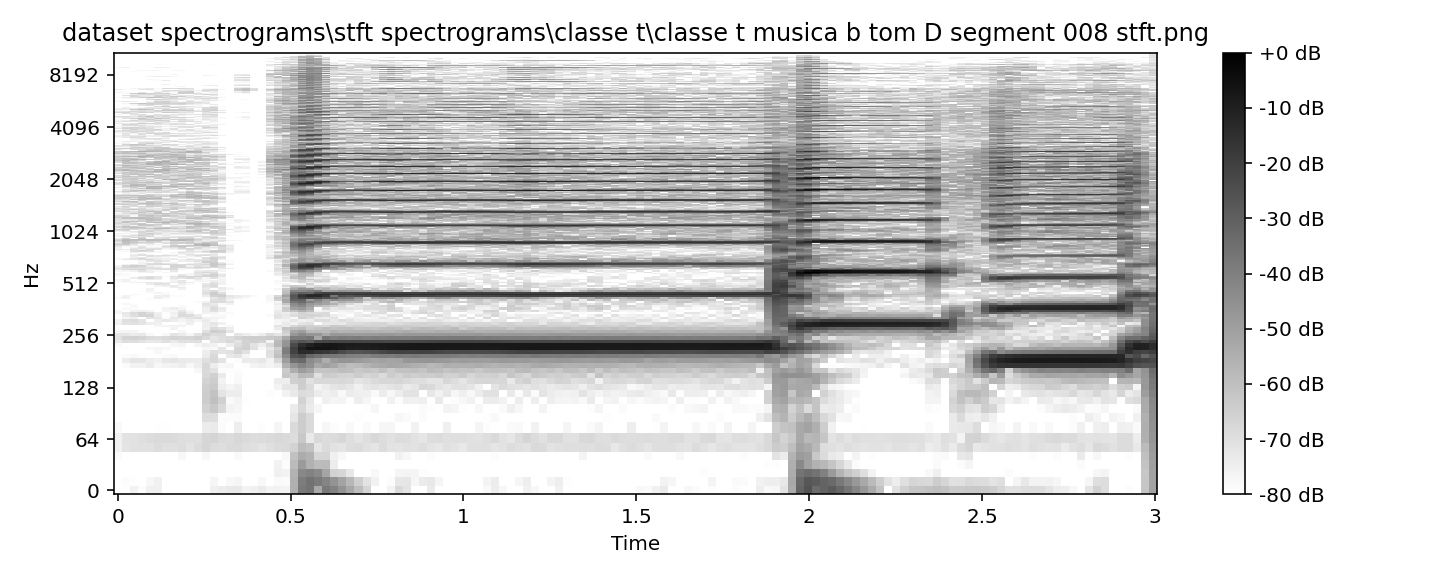 dataset spectrograms\stft spectrograms\classe t\classe t musica b tom D segment 008 stft.png
Hz
8192
4096
2048
1024
512
256
128
64
0
0
0.5
1
1.5
2
2.5
3
Time
+0 dB
-10 dB
-20 dB
-30 dB
-40 dB
-50 dB
-60 dB
-70 dB
-80 dB